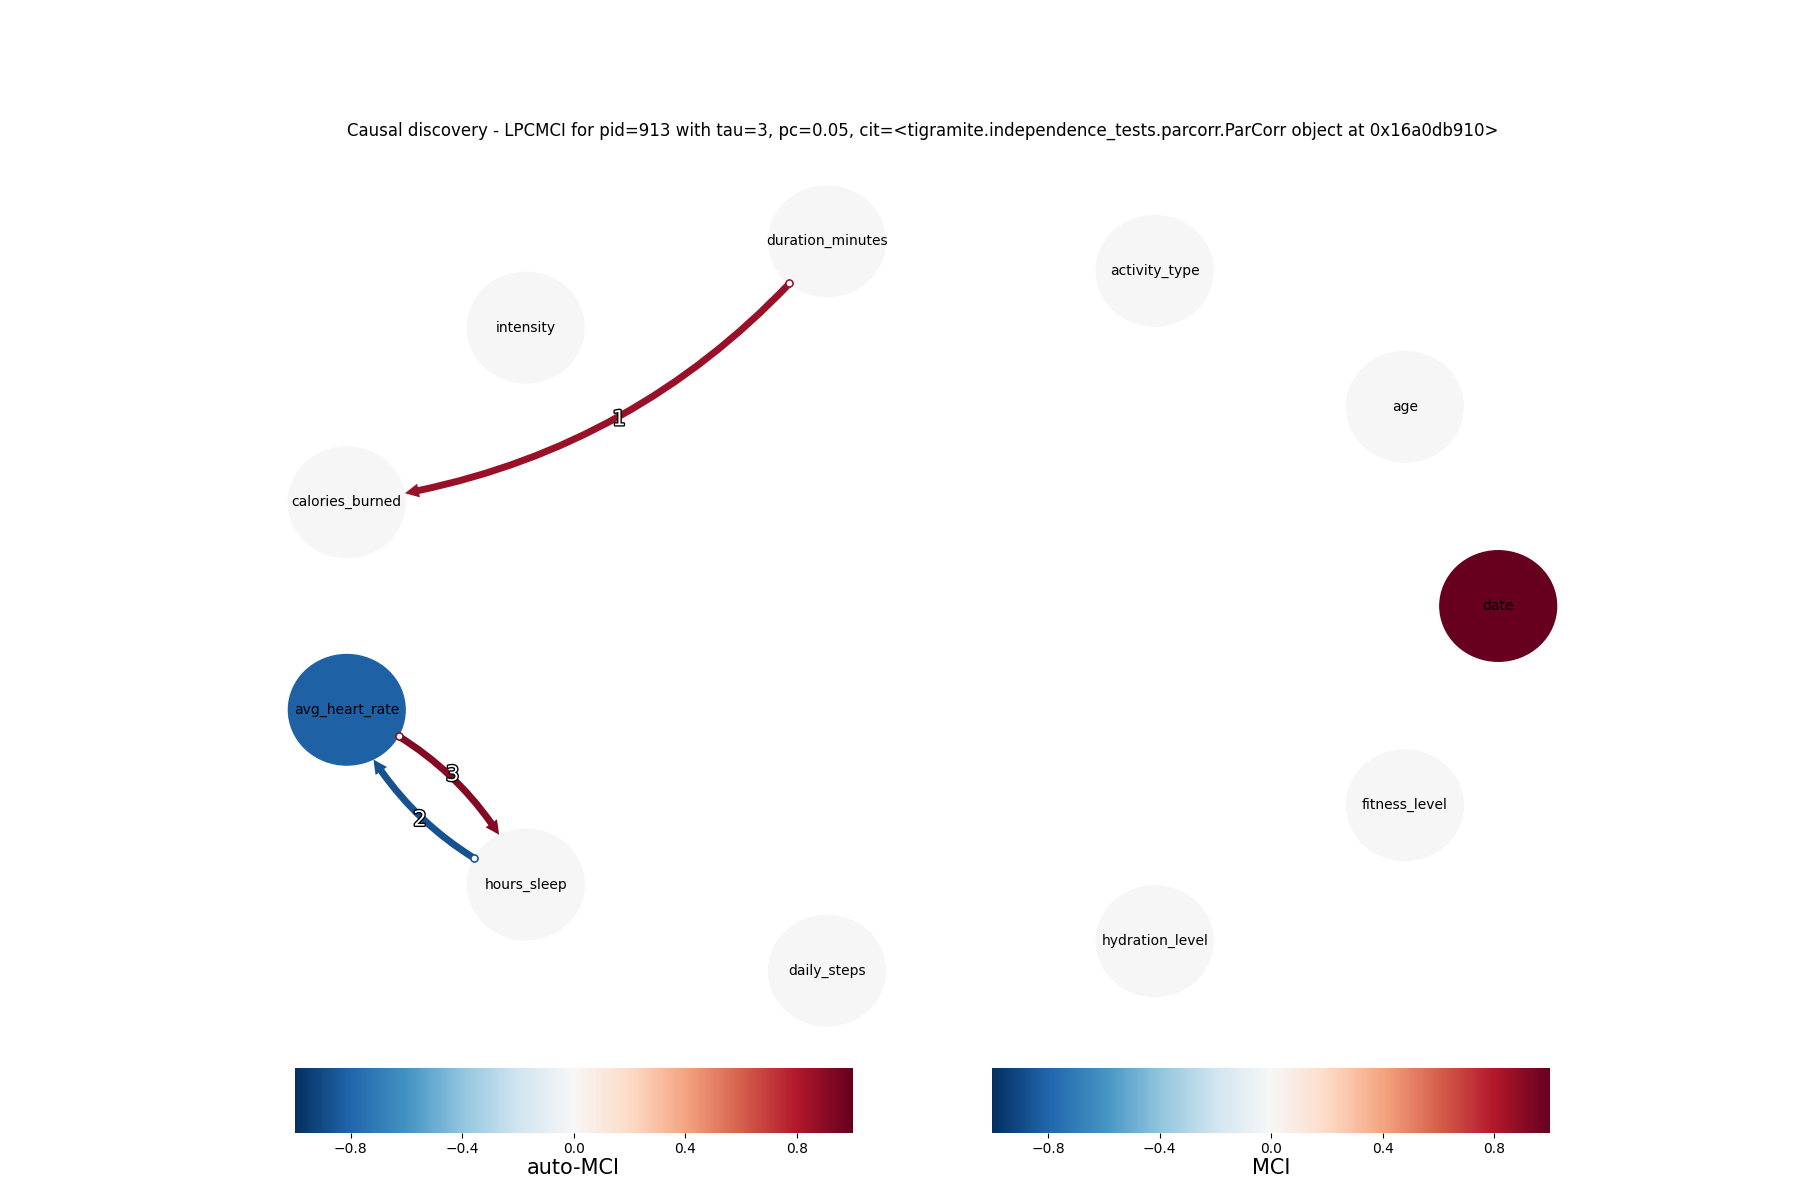 Causal discovery - LPCMCI for pid=913 with tau=3, pc=0.05, cit=<tigramite.independence_tests.parcorr.ParCorr object at 0x16a0db910>
duration_minutes
activity_type
intensity
age
1
calories_burned
date
avg_heart_rate
3
2
fitness_level
hours_sleep
hydration_level
daily_steps
−0.8 −0.4 0.0 0.4 0.8
auto-MCI
−0.8 −0.4 0.0 0.4 0.8
MCI